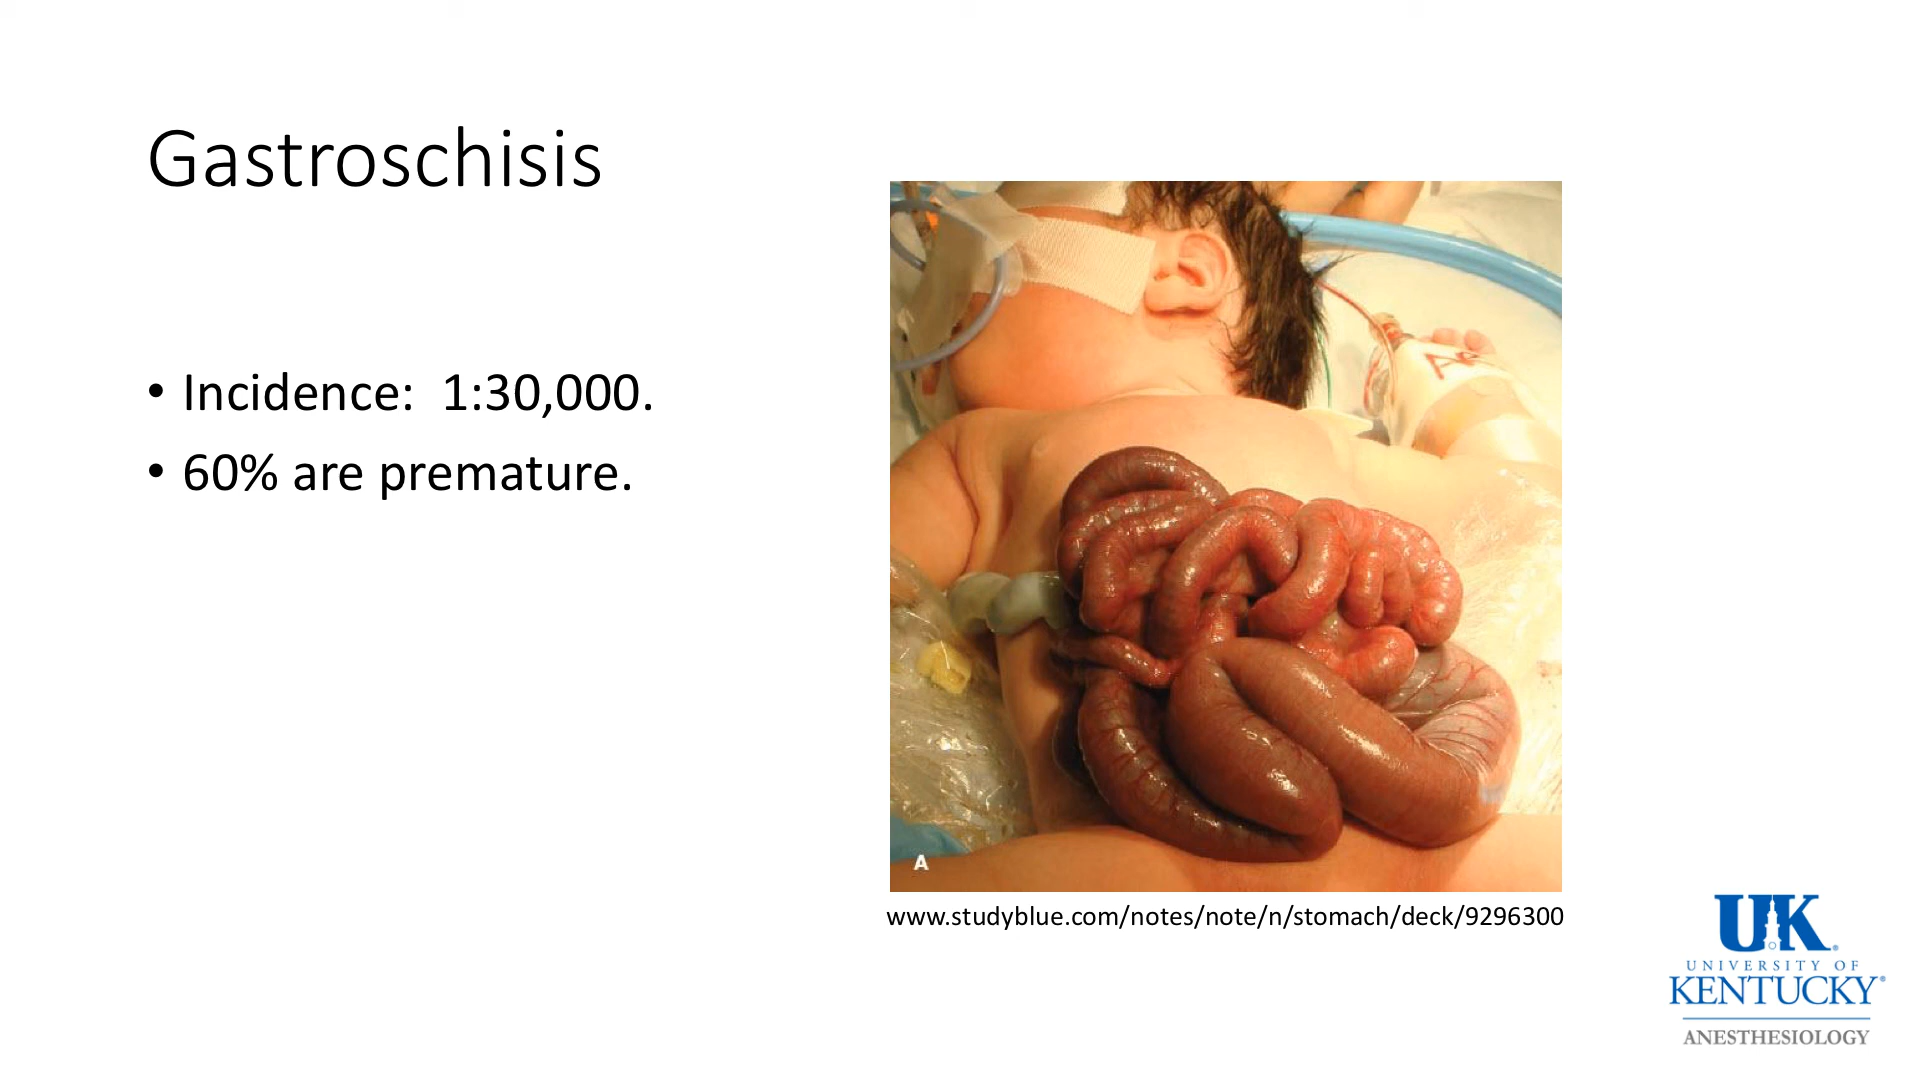 Gastroschisis
• Incidence:  1:30,000.
• 60% are premature.
A
www.studyblue.com/notes/note/n/stomach/deck/9296300
UK
UNIVERSITY OF
KENTUCKY®
ANESTHESIOLOGY